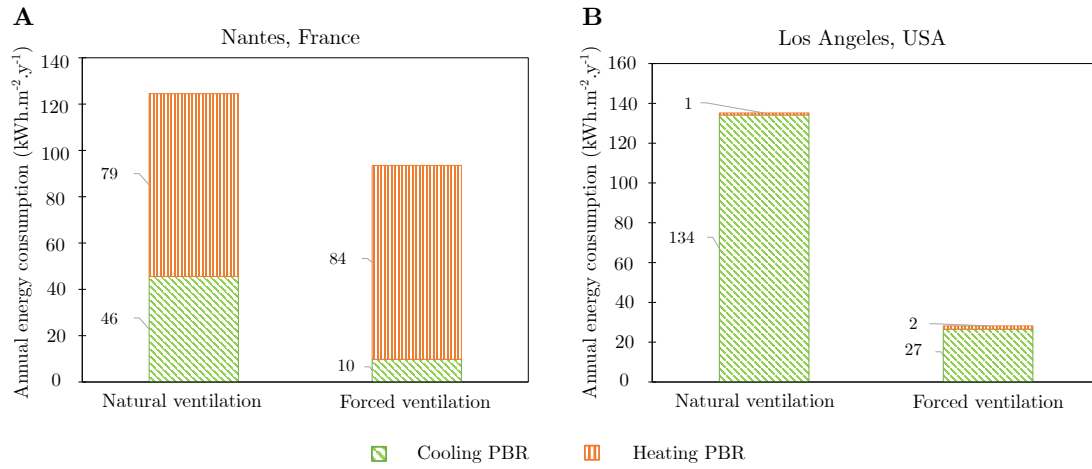 A
Nantes, France
Annual energy consumption (kWh.m⁻².y⁻¹)
140
120
100
80
60
40
20
0
79
46
84
10
Natural ventilation
Forced ventilation
B
Los Angeles, USA
Annual energy consumption (kWh.m⁻².y⁻¹)
160
140
120
100
80
60
40
20
0
1
134
2
27
Natural ventilation
Forced ventilation
Cooling PBR
Heating PBR